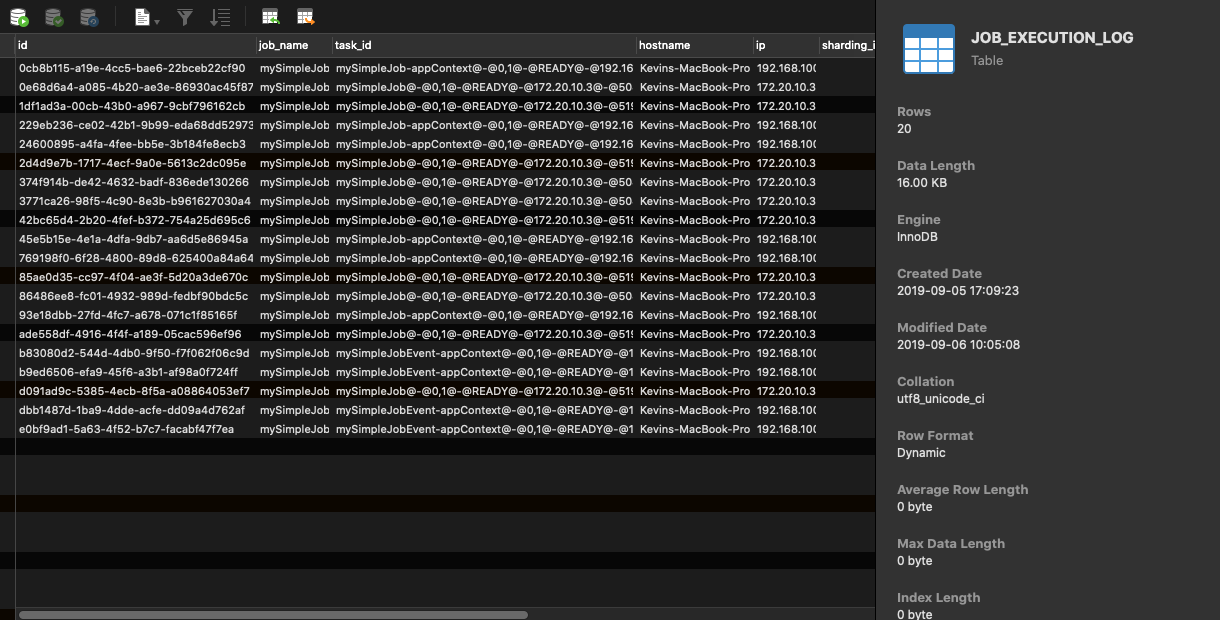 id job_name task_id hostname ip sharding_i
0cb8b115-a19e-4cc5-bae6-22bceb22cf90 mySimpleJob mySimpleJob-appContext@-@0,1@-@READY@-@192.16 Kevins-MacBook-Pro 192.168.100
0e68d6a4-a085-4b20-ae3e-86930ac45f87 mySimpleJob mySimpleJob@-@0,1@-@READY@-@172.20.10.3@-@50 Kevins-MacBook-Pro 172.20.10.3
1df1ad3a-00cb-43b0-a967-9cbf796162cb mySimpleJob mySimpleJob@-@0,1@-@READY@-@172.20.10.3@-@519 Kevins-MacBook-Pro 172.20.10.3
229eb236-ce02-42b1-9b99-eda68dd52973 mySimpleJob mySimpleJob-appContext@-@0,1@-@READY@-@192.16 Kevins-MacBook-Pro 192.168.100
24600895-a4fa-4fee-bb5e-3b184fe8ecb3 mySimpleJob mySimpleJob-appContext@-@0,1@-@READY@-@192.16 Kevins-MacBook-Pro 192.168.100
2d4d9e7b-1717-4ecf-9a0e-5613c2dc095e mySimpleJob mySimpleJob@-@0,1@-@READY@-@172.20.10.3@-@519 Kevins-MacBook-Pro 172.20.10.3
374f914b-de42-4632-badf-836ede130266 mySimpleJob mySimpleJob@-@0,1@-@READY@-@172.20.10.3@-@50 Kevins-MacBook-Pro 172.20.10.3
3771ca26-98f5-4c90-8e3b-b961627030a4 mySimpleJob mySimpleJob@-@0,1@-@READY@-@172.20.10.3@-@50 Kevins-MacBook-Pro 172.20.10.3
42bc65d4-2b20-4fef-b372-754a25d695c6 mySimpleJob mySimpleJob@-@0,1@-@READY@-@172.20.10.3@-@519 Kevins-MacBook-Pro 172.20.10.3
45e5b15e-4e1a-4dfa-9db7-aa6d5e86945a mySimpleJob mySimpleJob-appContext@-@0,1@-@READY@-@192.16 Kevins-MacBook-Pro 192.168.100
769198f0-6f28-4800-89d8-625400a84a64 mySimpleJob mySimpleJob-appContext@-@0,1@-@READY@-@192.16 Kevins-MacBook-Pro 192.168.100
85ae0d35-cc97-4f04-ae3f-5d20a3de670c mySimpleJob mySimpleJob@-@0,1@-@READY@-@172.20.10.3@-@519 Kevins-MacBook-Pro 172.20.10.3
86486ee8-fc01-4932-989d-fedbf90bdc5c mySimpleJob mySimpleJob@-@0,1@-@READY@-@172.20.10.3@-@50 Kevins-MacBook-Pro 172.20.10.3
93e18dbb-27fd-4fc7-a678-071c1f85165f mySimpleJob mySimpleJob-appContext@-@0,1@-@READY@-@192.16 Kevins-MacBook-Pro 192.168.100
ade558df-4916-4f4f-a189-05cac596ef96 mySimpleJob mySimpleJob@-@0,1@-@READY@-@172.20.10.3@-@519 Kevins-MacBook-Pro 172.20.10.3
b83080d2-544d-4db0-9f50-f7f062f06c9d mySimpleJob mySimpleJobEvent-appContext@-@0,1@-@READY@-@1 Kevins-MacBook-Pro 192.168.100
b9ed6506-efa9-45f6-a3b1-af98a0f724ff mySimpleJob mySimpleJobEvent-appContext@-@0,1@-@READY@-@1 Kevins-MacBook-Pro 192.168.100
d091ad9c-5385-4ecb-8f5a-a08864053ef7 mySimpleJob mySimpleJob@-@0,1@-@READY@-@172.20.10.3@-@519 Kevins-MacBook-Pro 172.20.10.3
dbb1487d-1ba9-4dde-acfe-dd09a4d762af mySimpleJob mySimpleJobEvent-appContext@-@0,1@-@READY@-@1 Kevins-MacBook-Pro 192.168.100
e0bf9ad1-5a63-4f52-b7c7-facabf47f7ea mySimpleJob mySimpleJobEvent-appContext@-@0,1@-@READY@-@1 Kevins-MacBook-Pro 192.168.100
JOB_EXECUTION_LOG
Table
Rows
20
Data Length
16.00 KB
Engine
InnoDB
Created Date
2019-09-05 17:09:23
Modified Date
2019-09-06 10:05:08
Collation
utf8_unicode_ci
Row Format
Dynamic
Average Row Length
0 byte
Max Data Length
0 byte
Index Length
0 byte